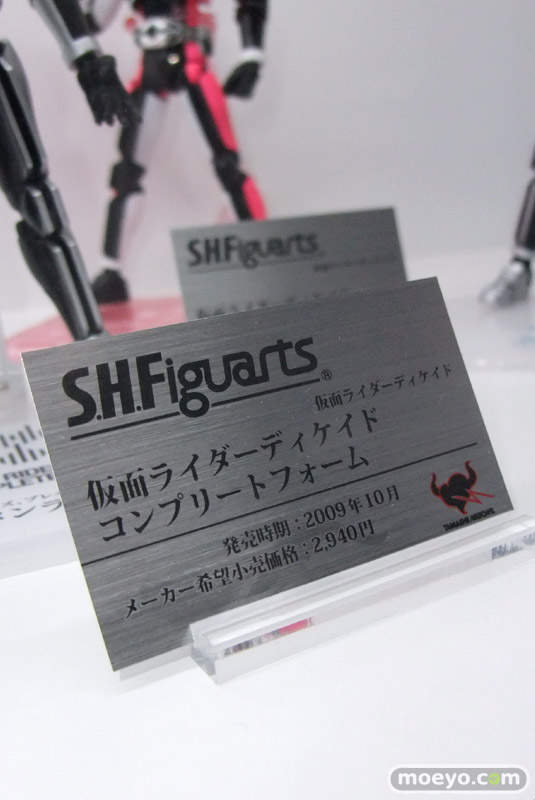 S.H.Figuarts
S.H.Figuarts®
仮面ライダーディケイド
仮面ライダーディケイド
コンプリートフォーム
発売時期：2009年10月
メーカー希望小売価格：2,940円
TAMASHII NATIONS
moeyo.com